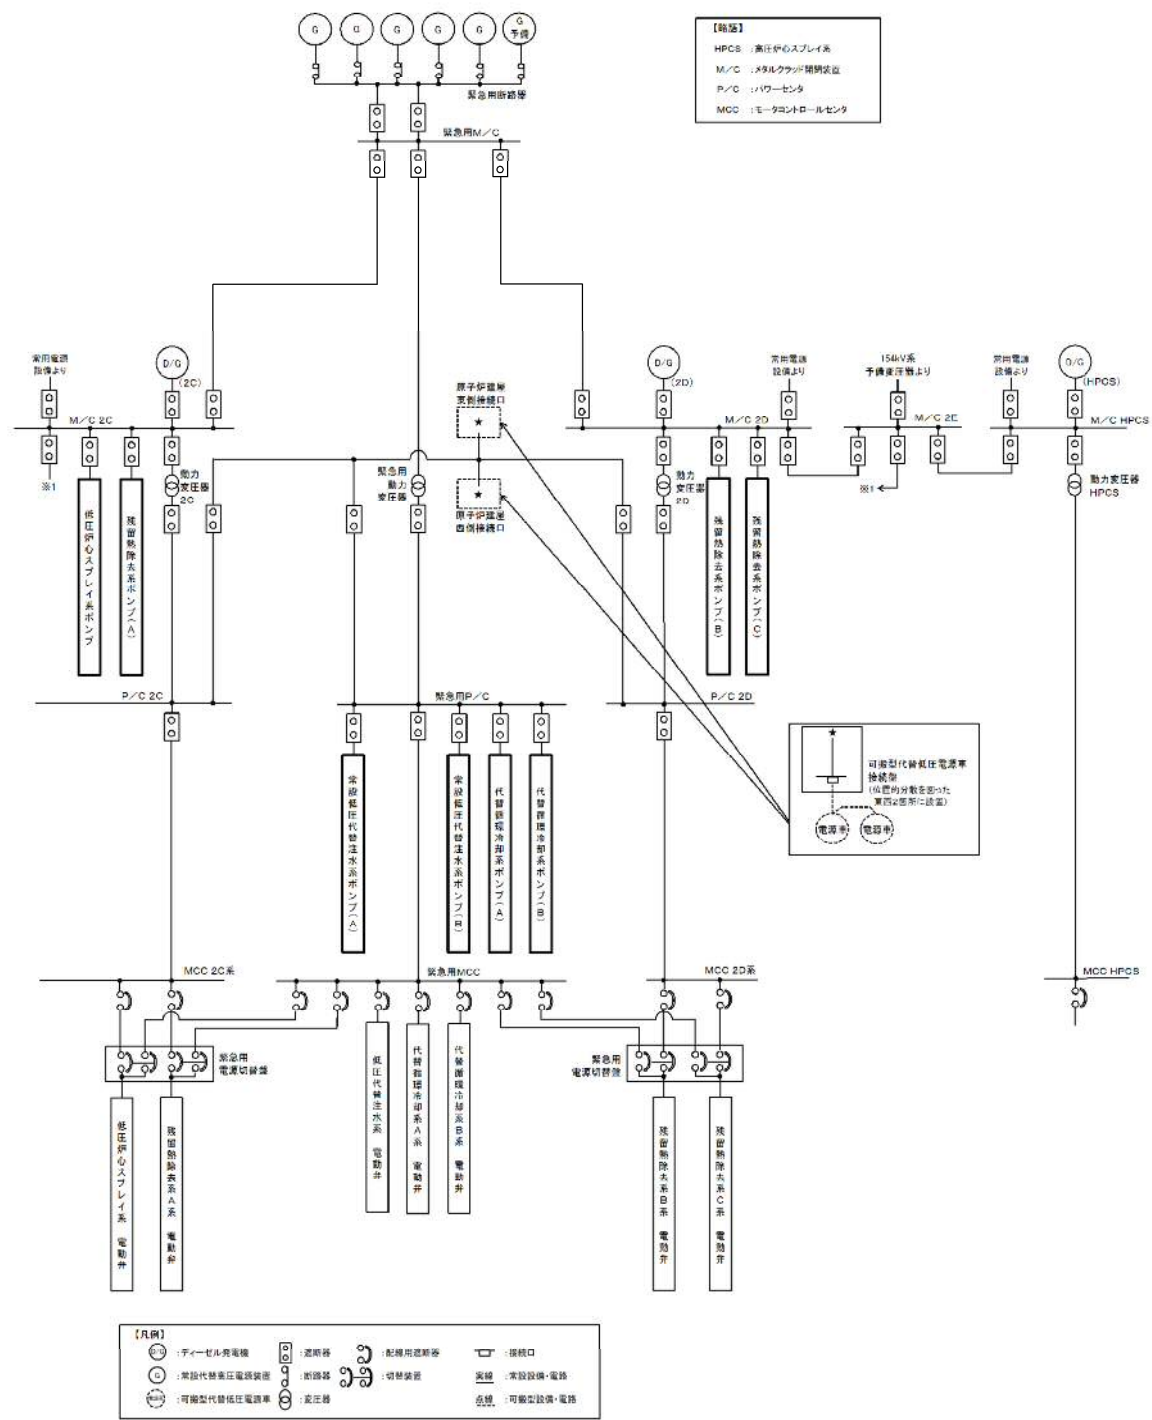 G
G
G
G
G
G
予備
【略語】
HPCS ：高圧炉心スプレイ系
M／C ：メタルクラッド開閉装置
P／C ：パワーセンタ
MCC ：モータコントロールセンタ
緊急用断路器
緊急用M／C
常用電源
設備より
D/G
(2C)
原子炉建屋
東側接続口
★
D/G
(2D)
常用電源
設備より
154kV系
予備変圧器より
常用電源
設備より
D/G
(HPCS)
M／C 2C
M／C 2D
M／C 2E
M／C HPCS
※1
動力
変圧器
2C
緊急用
動力
変圧器
★
原子炉建屋
西側接続口
動力
変圧器
2D
※1
動力変圧器
HPCS
低圧炉心スプレイ系ポンプ
残留熱除去系ポンプ(A)
残留熱除去系ポンプ(B)
残留熱除去系ポンプ(C)
P／C 2C
緊急用P／C
P／C 2D
常設低圧代替注水系ポンプ(A)
常設低圧代替注水系ポンプ(B)
代替循環冷却系ポンプ(A)
代替循環冷却系ポンプ(B)
★
可搬型代替低圧電源車
接続盤
(位置的分散を図った
東西2箇所に設置)
電源車
電源車
MCC 2C系
緊急用MCC
MCC 2D系
MCC HPCS
緊急用
電源切替盤
緊急用
電源切替盤
低圧炉心スプレイ系 電動弁
残留熱除去系A系 電動弁
低圧代替注水系 電動弁
代替循環冷却系A系 電動弁
代替循環冷却系B系 電動弁
残留熱除去系B系 電動弁
残留熱除去系C系 電動弁
【凡例】
D/G ：ディーゼル発電機
：遮断器
：配線用遮断器
：接続口
G ：常設代替高圧電源装置
：断路器
：切替装置
実線 ：常設設備・電路
電源車 ：可搬型代替低圧電源車
：変圧器
点線 ：可搬型設備・電路